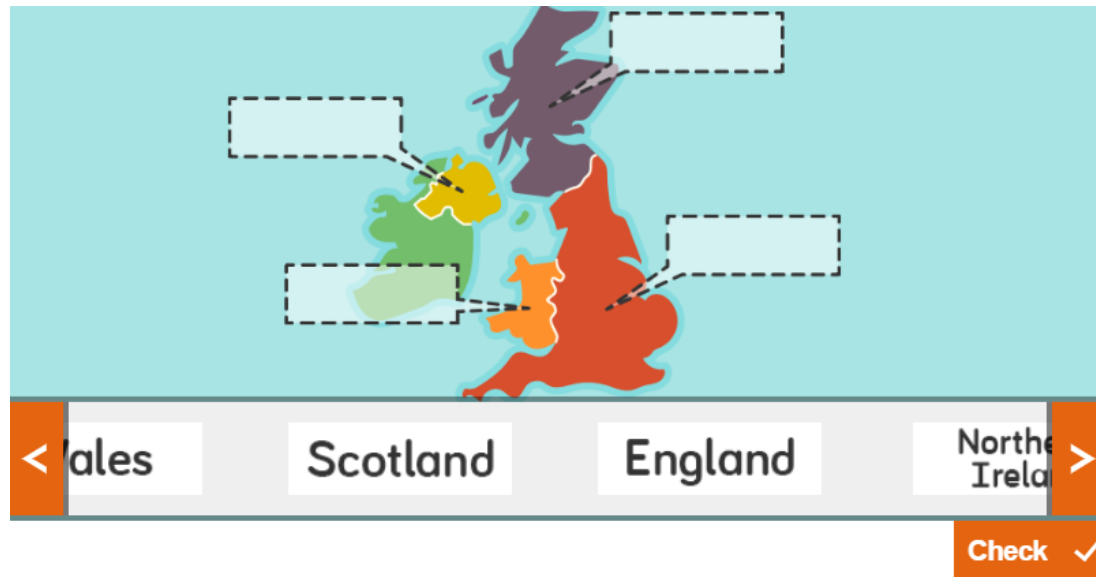 ales
Scotland
England
Northe
Irela
Check